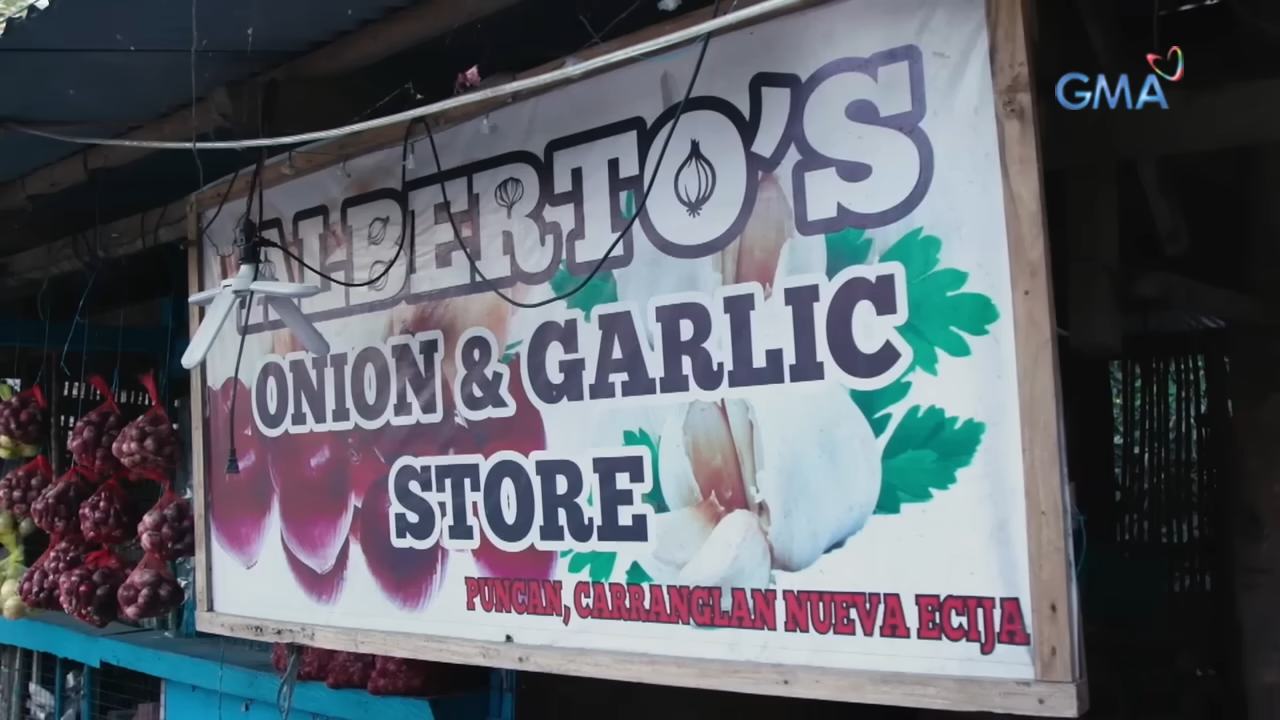 GMA
ALBERTO'S
ONION & GARLIC
STORE
PUNCAN, CARRANGLAN NUEVA ECIJA